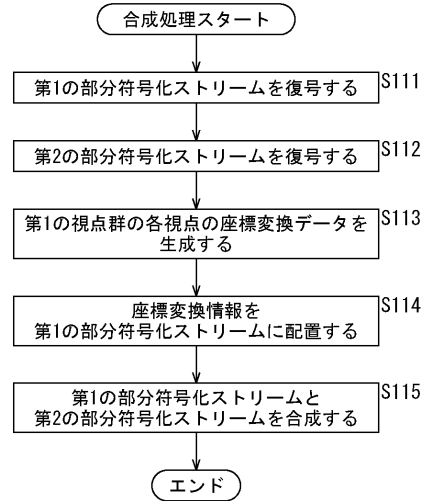 合成処理スタート
第1の部分符号化ストリームを復号する
S111
第2の部分符号化ストリームを復号する
S112
第1の視点群の各視点の座標変換データを
生成する
S113
座標変換情報を
第1の部分符号化ストリームに配置する
S114
第1の部分符号化ストリームと
第2の部分符号化ストリームを合成する
S115
エンド